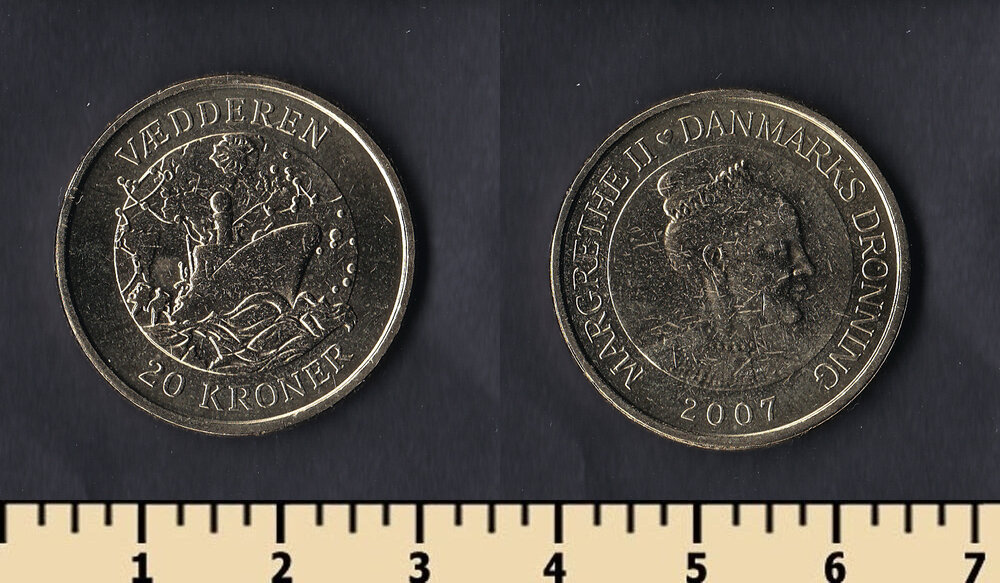 VÆDDEREN
20 KRONER
MARGRETHE II ♡ DANMARKS DRONNING
2007
1 2 3 4 5 6 7